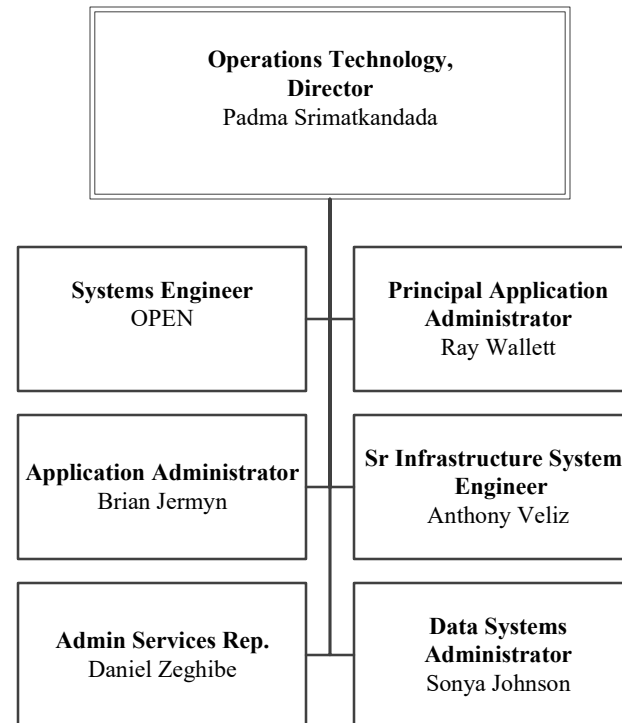 Operations Technology,
Director
Padma Srimatkandada
Systems Engineer
OPEN
Principal Application
Administrator
Ray Wallett
Application Administrator
Brian Jermyn
Sr Infrastructure System
Engineer
Anthony Veliz
Admin Services Rep.
Daniel Zeghibe
Data Systems
Administrator
Sonya Johnson